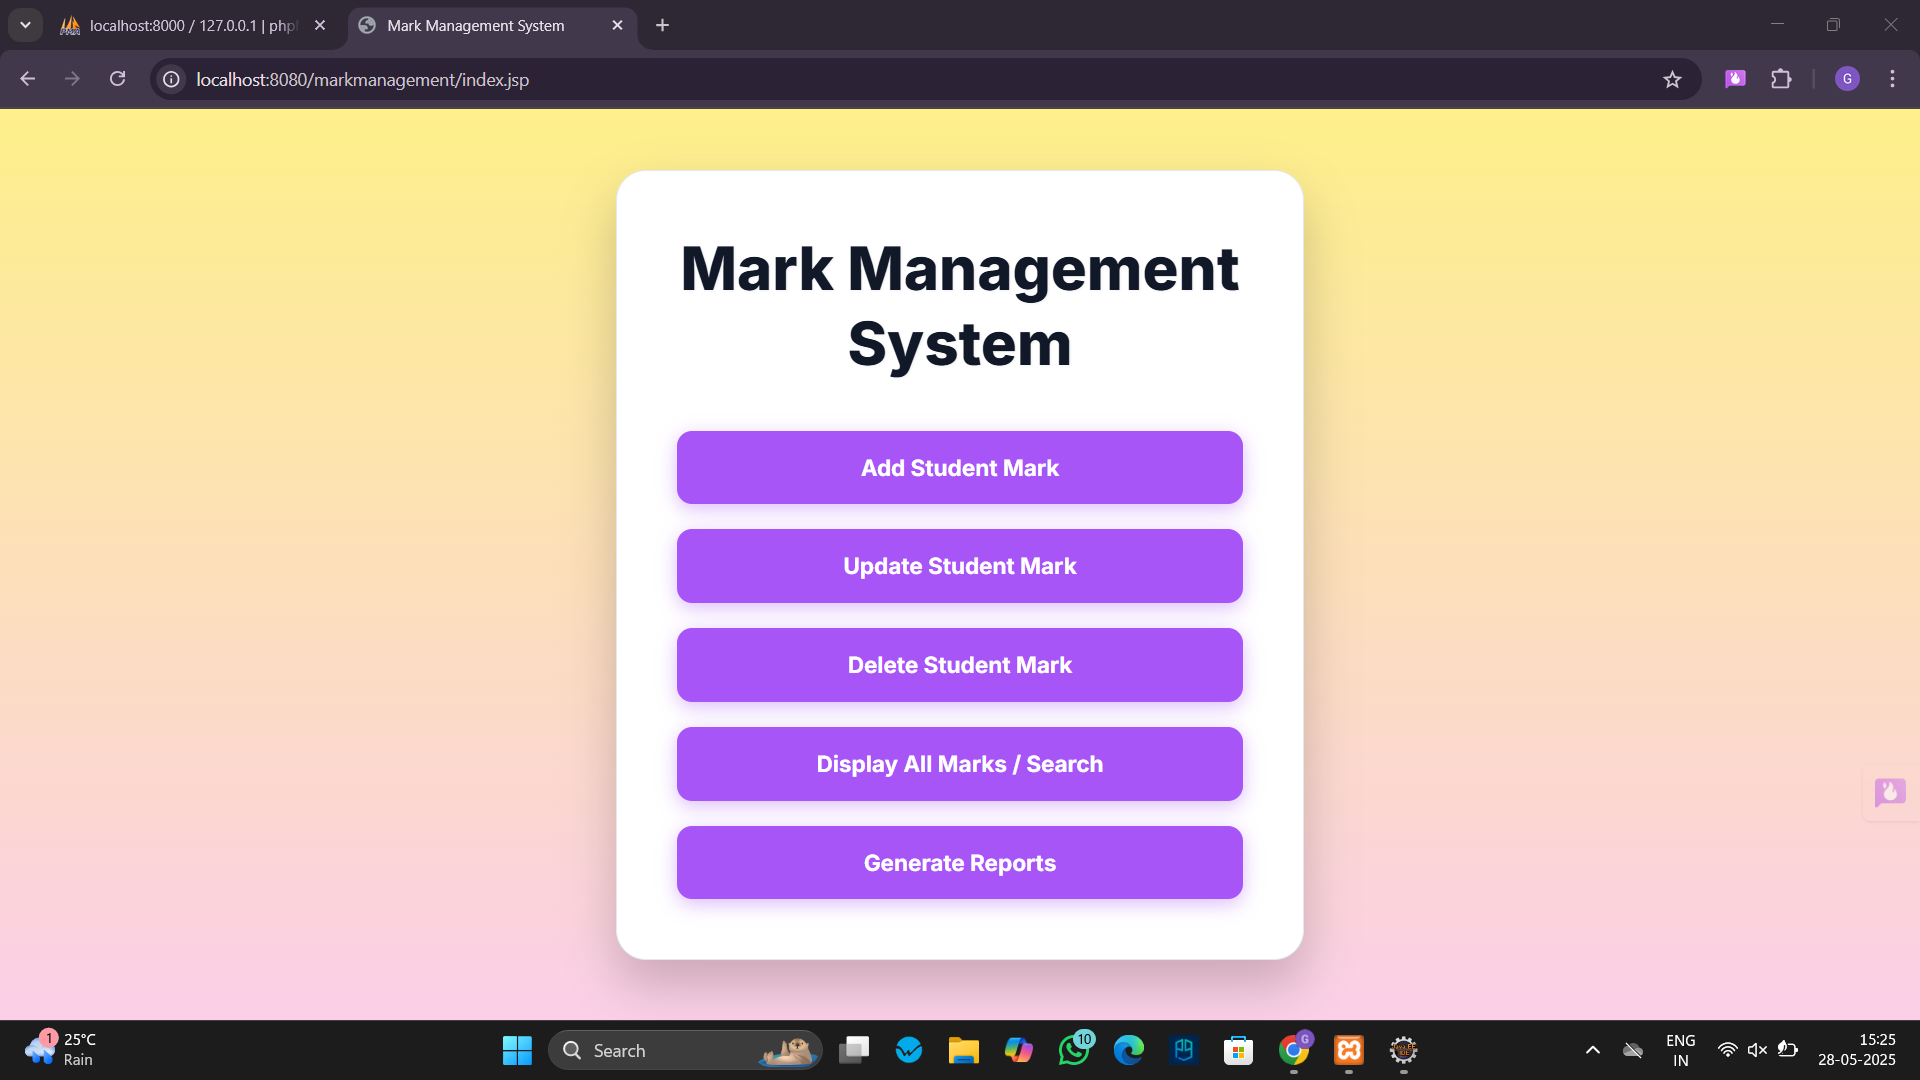 localhost:8000 / 127.0.0.1 | php
Mark Management System
localhost:8080/markmanagement/index.jsp
G
Mark Management
System
Add Student Mark
Update Student Mark
Delete Student Mark
Display All Marks / Search
Generate Reports
1
25°C
Rain
Search
10
G
ENG
IN
15:25
28-05-2025